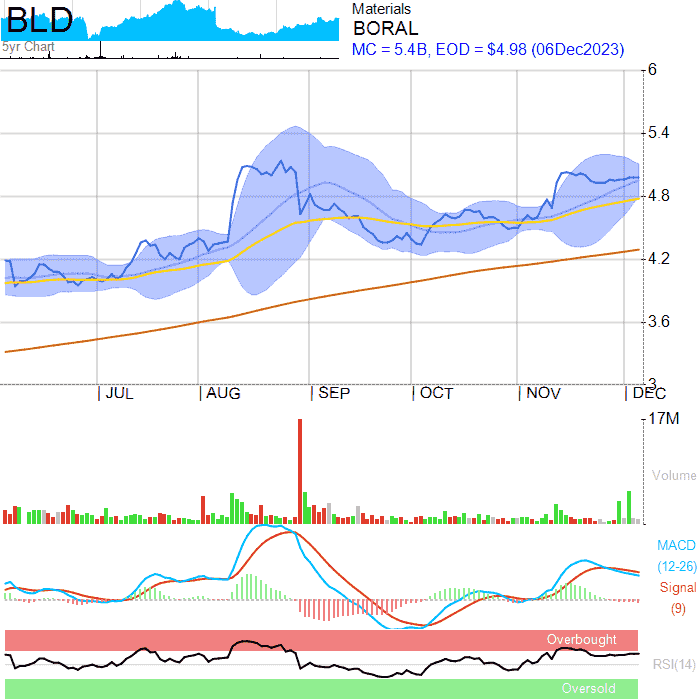 BLD
5yr Chart
Materials
BORAL
MC = 5.4B, EOD = $4.98 (06Dec2023)
6
5.4
4.8
4.2
3.6
3
JUL
AUG
SEP
OCT
NOV
DEC
17M
Volume
MACD
(12-26)
Signal
(9)
Overbought
RSI(14)
Oversold